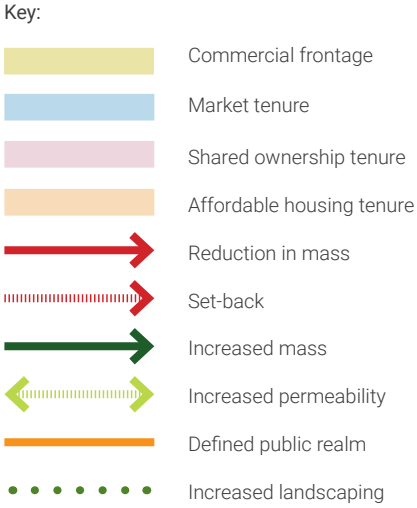 Key:
Commercial frontage
Market tenure
Shared ownership tenure
Affordable housing tenure
Reduction in mass
Set-back
Increased mass
Increased permeability
Defined public realm
Increased landscaping